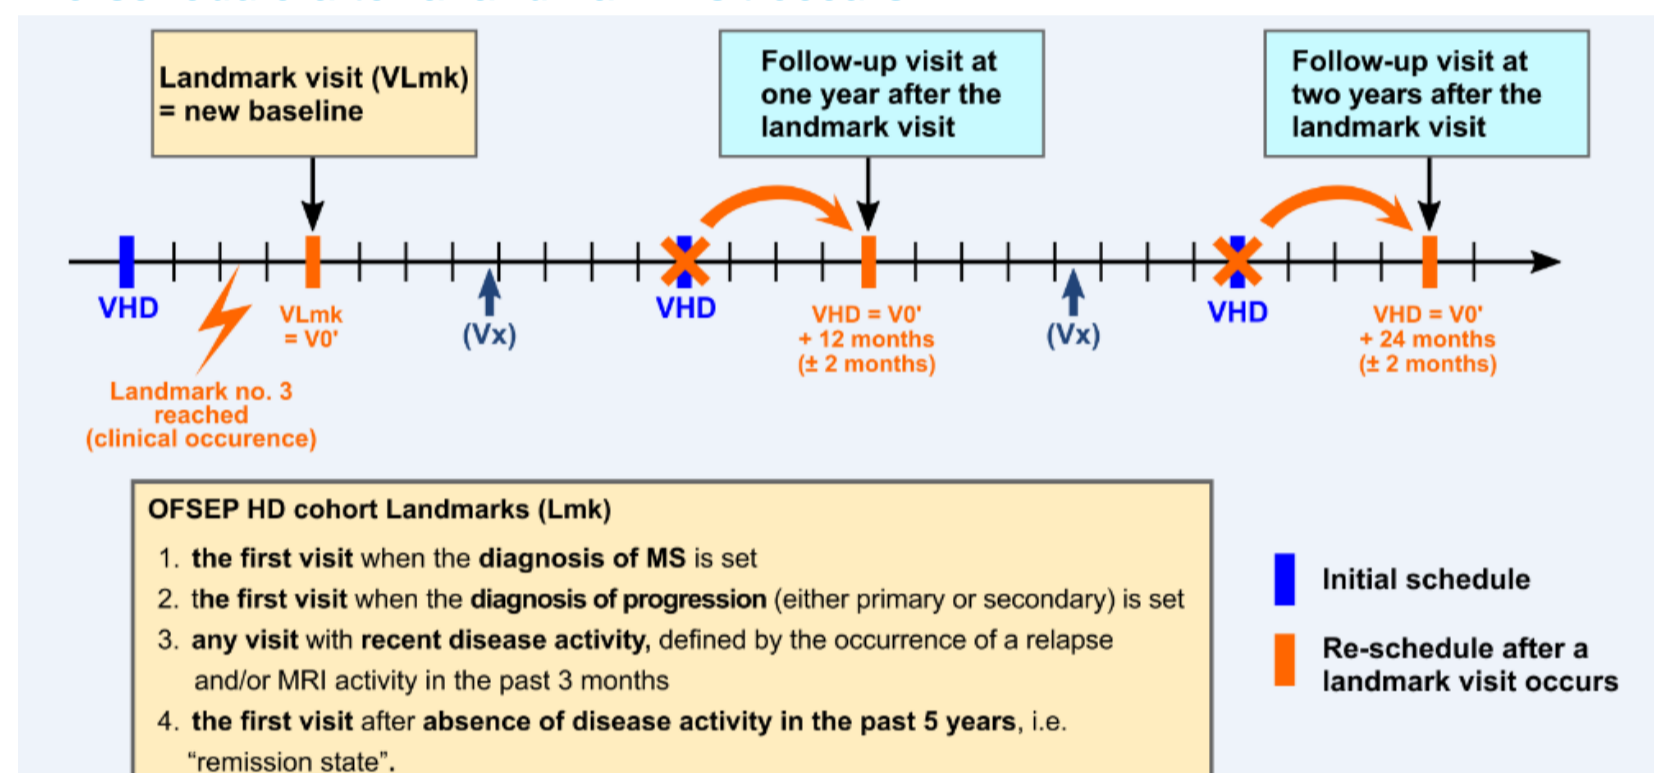 Landmark visit (VLmk)
= new baseline
Follow-up visit at
one year after the
landmark visit
Follow-up visit at
two years after the
landmark visit
VHD
VLmk
= V0'
(Vx)
VHD
VHD = V0'
+ 12 months
(± 2 months)
(Vx)
VHD
VHD = V0'
+ 24 months
(± 2 months)
Landmark no. 3
reached
(clinical occurence)
OFSEP HD cohort Landmarks (Lmk)
1. the first visit when the diagnosis of MS is set
2. the first visit when the diagnosis of progression (either primary or secondary) is set
3. any visit with recent disease activity, defined by the occurrence of a relapse
and/or MRI activity in the past 3 months
4. the first visit after absence of disease activity in the past 5 years, i.e.
“remission state”.
Initial schedule
Re-schedule after a
landmark visit occurs